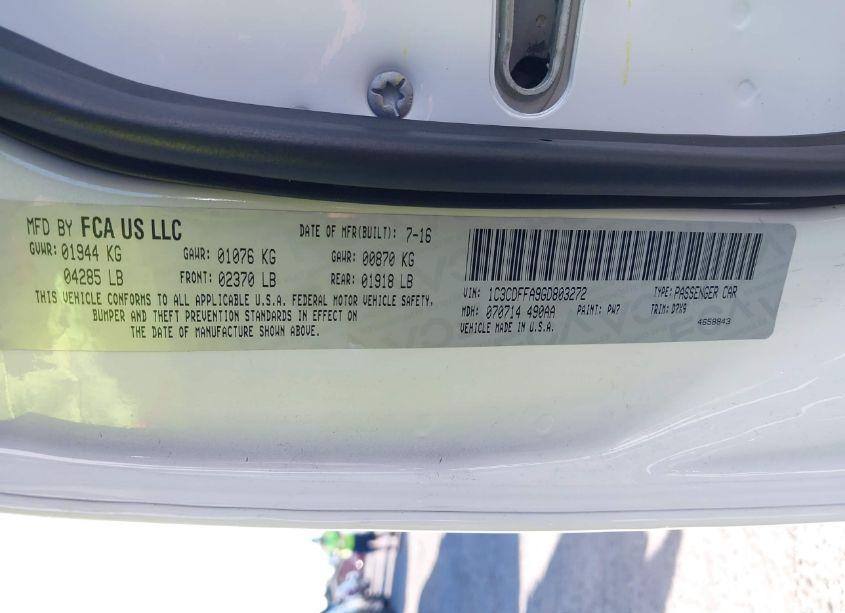 MFD BY FCA US LLC DATE OF MFR(BUILT): 7-16
GVWR: 01944 KG GAWR: 01076 KG GAWR: 00870 KG
04285 LB FRONT: 02370 LB REAR: 01918 LB
THIS VEHICLE CONFORMS TO ALL APPLICABLE U.S.A. FEDERAL MOTOR VEHICLE SAFETY,
BUMPER AND THEFT PREVENTION STANDARDS IN EFFECT ON
THE DATE OF MANUFACTURE SHOWN ABOVE.
VIN: 1C3CDFFA9GD803272 TYPE: PASSENGER CAR
MDH: 070714 490AA PAINT: PW7 TRIM: D7X9
VEHICLE MADE IN U.S.A. 4658843